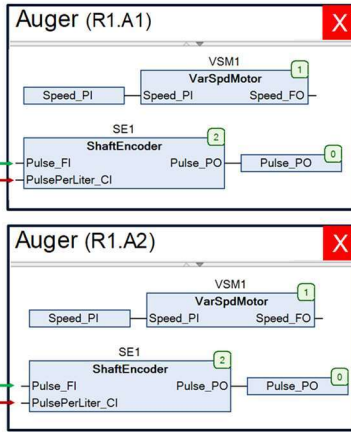 Auger (R1.A1)
X
VSM1
1
VarSpdMotor
Speed_PI
Speed_PI
Speed_FO
SE1
2
ShaftEncoder
0
Pulse_FI
Pulse_PO
Pulse_PO
PulsePerLiter_CI
Auger (R1.A2)
X
VSM1
1
VarSpdMotor
Speed_PI
Speed_PI
Speed_FO
SE1
2
ShaftEncoder
0
Pulse_FI
Pulse_PO
Pulse_PO
PulsePerLiter_CI